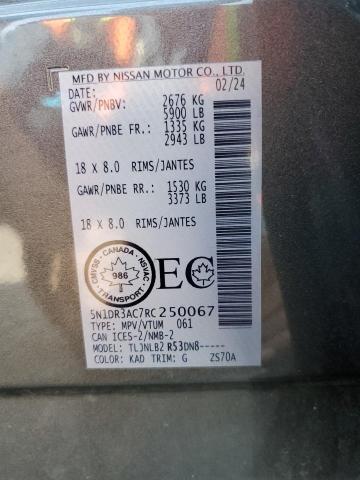 MFD BY NISSAN MOTOR CO., LTD.
DATE: 02/24
GVWR/PNBV: 2676 KG
5900 LB
GAWR/PNBE FR.: 1335 KG
2943 LB
18 X 8.0 RIMS/JANTES
GAWR/PNBE RR.: 1530 KG
3373 LB
18 X 8.0 RIMS/JANTES
CMVSS - CANADA - NSVAC
986
TRANSPORT
EC
5N1DR3AC7RC250067
TYPE: MPV/VTUM 061
CAN ICES-2/NMB-2
MODEL: TLJNLB2 RS3DN8-----
COLOR: KAD TRIM: G ZS70A